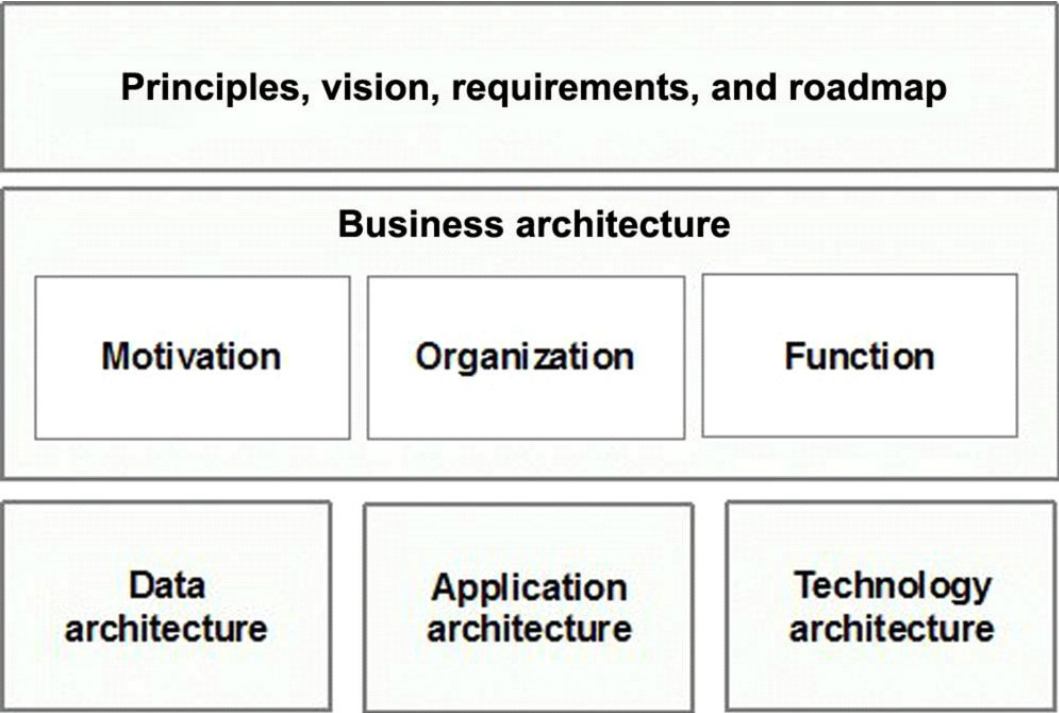 Principles, vision, requirements, and roadmap
Business architecture
Motivation
Organization
Function
Data
architecture
Application
architecture
Technology
architecture